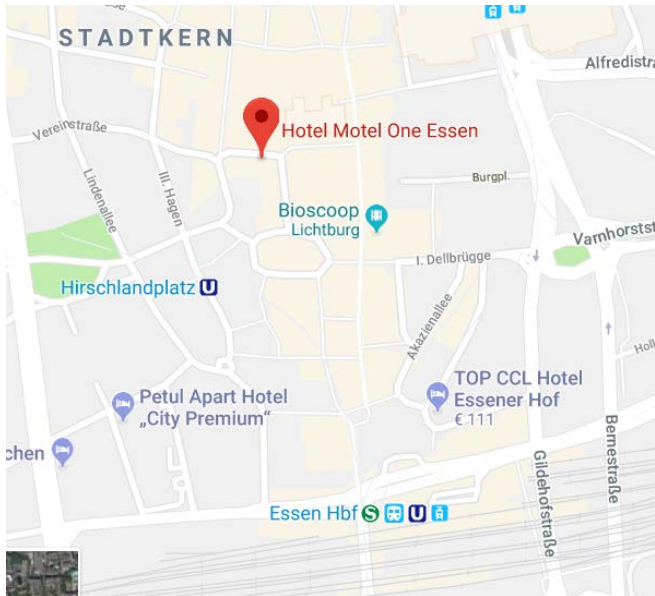 STADTKERN
Alfredistr
Vereinstraße
Hotel Motel One Essen
Lindenallee
III. Hagen
Burgpl.
Bioscoop
Lichtburg
Varnhorstst
I. Dellbrügge
Hirschlandplatz U
Akazienallee
Holl
TOP CCL Hotel
Essener Hof
€ 111
Petul Apart Hotel
„City Premium“
chen
Gildehofstraße
Bernestraße
Essen Hbf S U